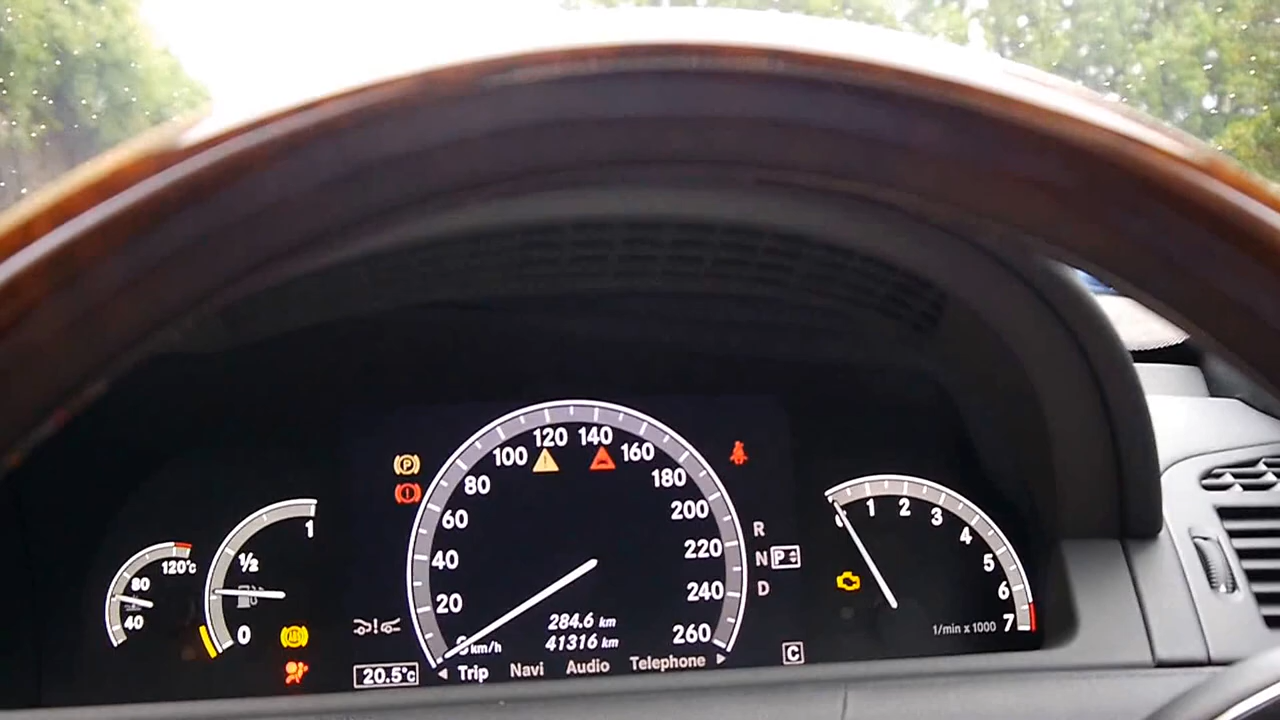 120 140
100 160
80 180
60 200
40 220
20 240
0 260
km/h
284.6 km
41316 km
Trip Navi Audio Telephone
20.5°c
P
!
R
N P
D
C
120°c
80
40
1
1/2
0
ABS
0 1 2 3 4 5 6 7
1/min x 1000